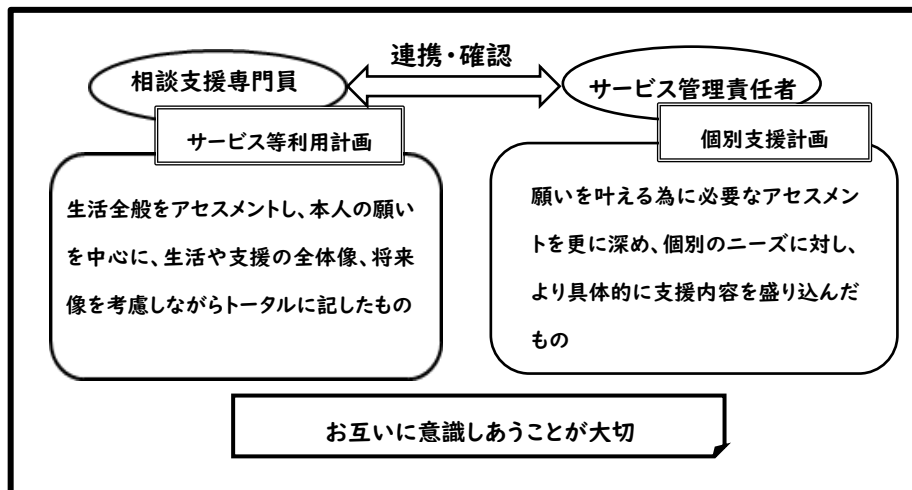 連携・確認
相談支援専門員
サービス管理責任者
サービス等利用計画
個別支援計画
生活全般をアセスメントし、本人の願い
を中心に、生活や支援の全体像、将来
像を考慮しながらトータルに記したもの
願いを叶える為に必要なアセスメン
トを更に深め、個別のニーズに対し、
より具体的に支援内容を盛り込んだ
もの
お互いに意識しあうことが大切